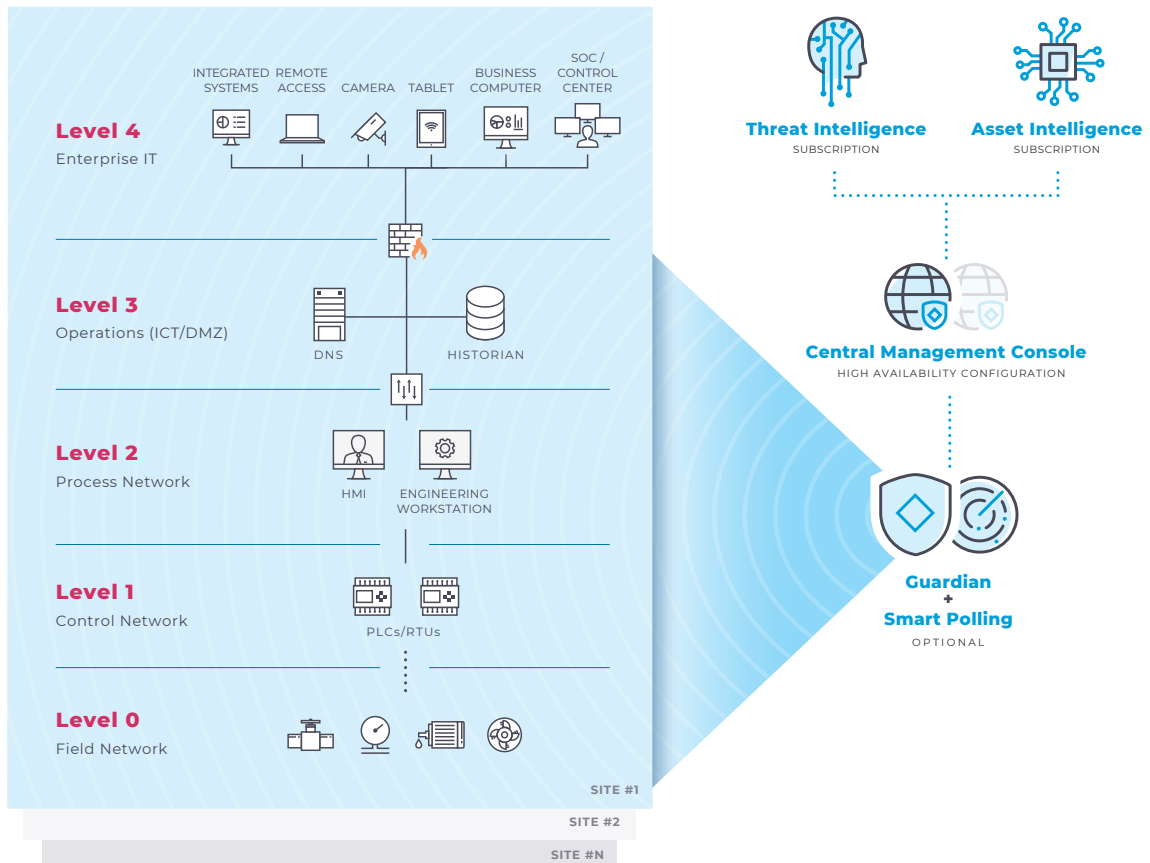 INTEGRATED
SYSTEMS
REMOTE
ACCESS
CAMERA
TABLET
BUSINESS
COMPUTER
SOC /
CONTROL
CENTER
Level 4
Enterprise IT
Level 3
Operations (ICT/DMZ)
DNS
HISTORIAN
Level 2
Process Network
HMI
ENGINEERING
WORKSTATION
Level 1
Control Network
PLCs/RTUs
Level 0
Field Network
SITE #1
SITE #2
SITE #N
Threat Intelligence
SUBSCRIPTION
Asset Intelligence
SUBSCRIPTION
Central Management Console
HIGH AVAILABILITY CONFIGURATION
Guardian
+
Smart Polling
OPTIONAL